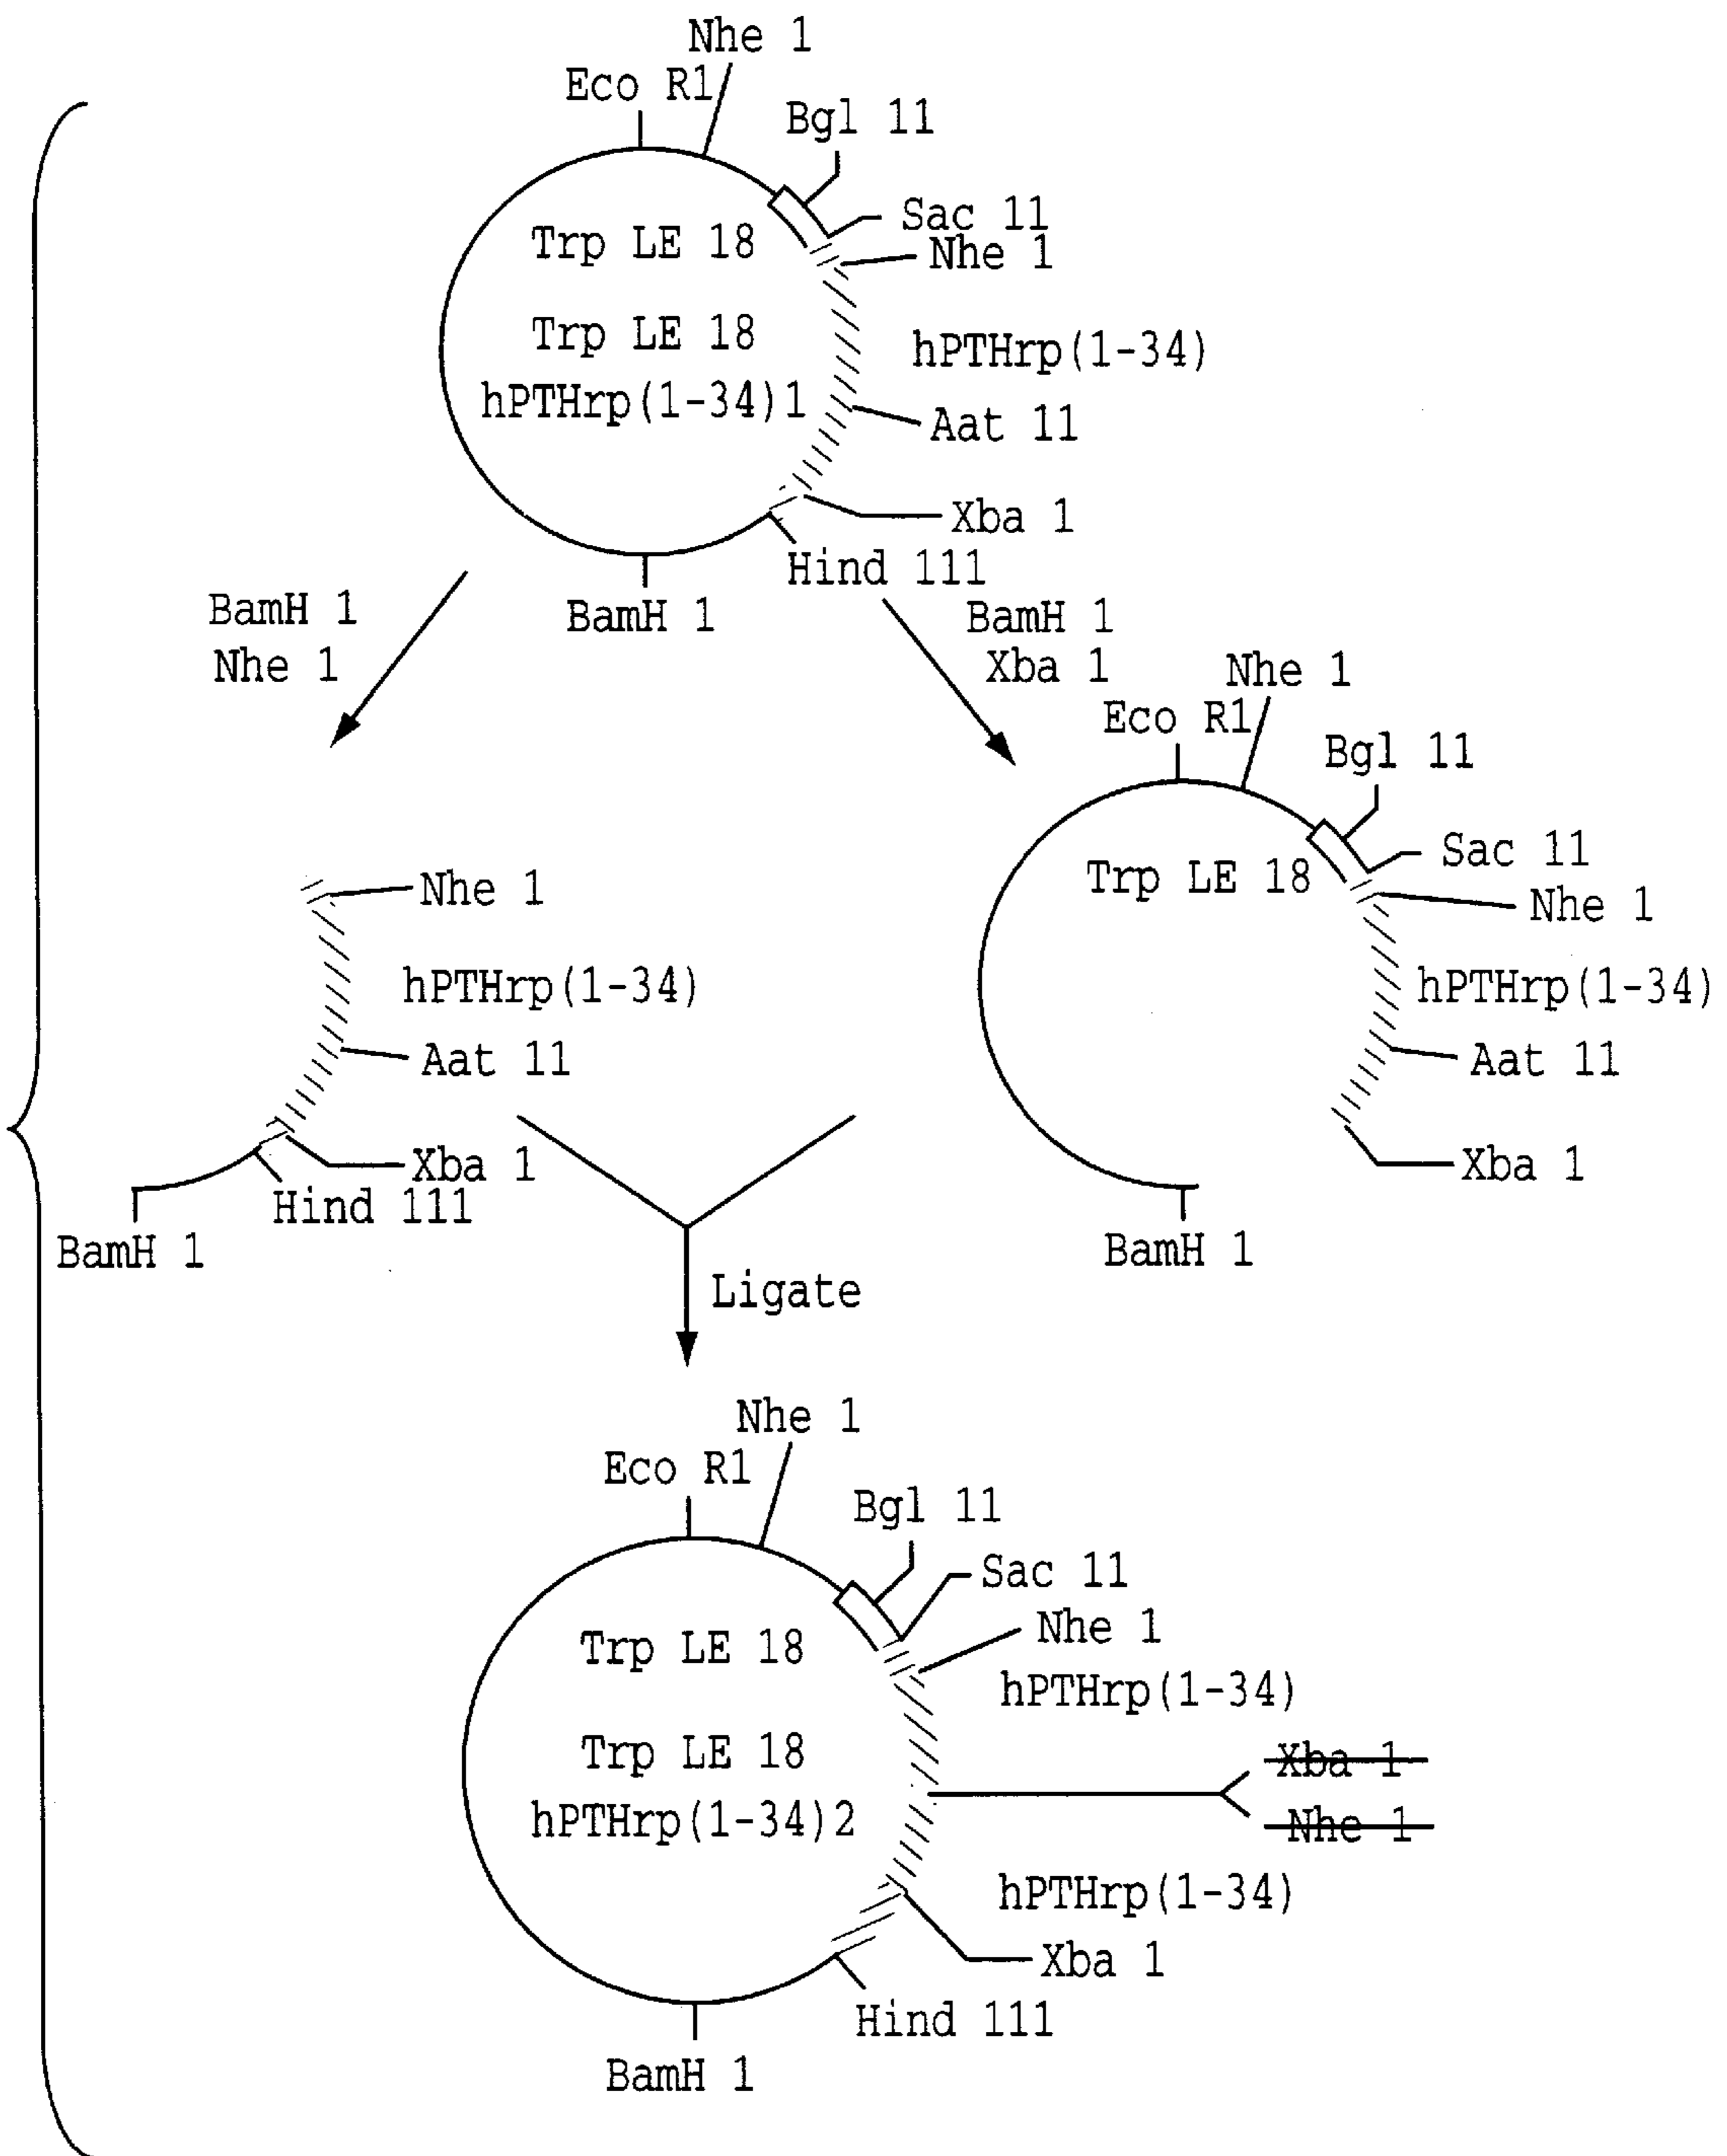 Nhe 1
Eco R1
Bgl 11
Sac 11
Trp LE 18
Nhe 1
Trp LE 18
hPTHrp(1-34)
hPTHrp(1-34)1
Aat 11
Xba 1
Hind 111
BamH 1
BamH 1
Nhe 1
BamH 1
Xba 1
Nhe 1
Eco R1
Bgl 11
Sac 11
Trp LE 18
Nhe 1
hPTHrp(1-34)
Aat 11
Xba 1
BamH 1
Nhe 1
hPTHrp(1-34)
Aat 11
Xba 1
Hind 111
BamH 1
Ligate
Nhe 1
Eco R1
Bgl 11
Sac 11
Nhe 1
Trp LE 18
hPTHrp(1-34)
Trp LE 18
Xba 1
hPTHrp(1-34)2
Nhe 1
hPTHrp(1-34)
Xba 1
Hind 111
BamH 1